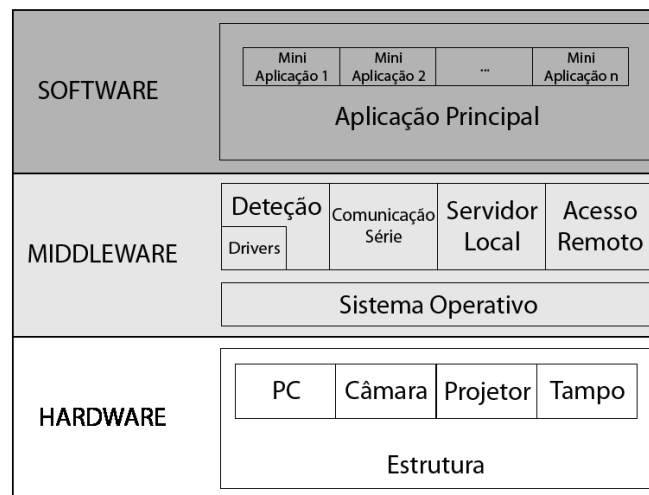 SOFTWARE
Mini
Aplicação 1
Mini
Aplicação 2
...
Mini
Aplicação n
Aplicação Principal
MIDDLEWARE
Deteção
Drivers
Comunicação
Série
Servidor
Local
Acesso
Remoto
Sistema Operativo
HARDWARE
PC
Câmara
Projetor
Tampo
Estrutura